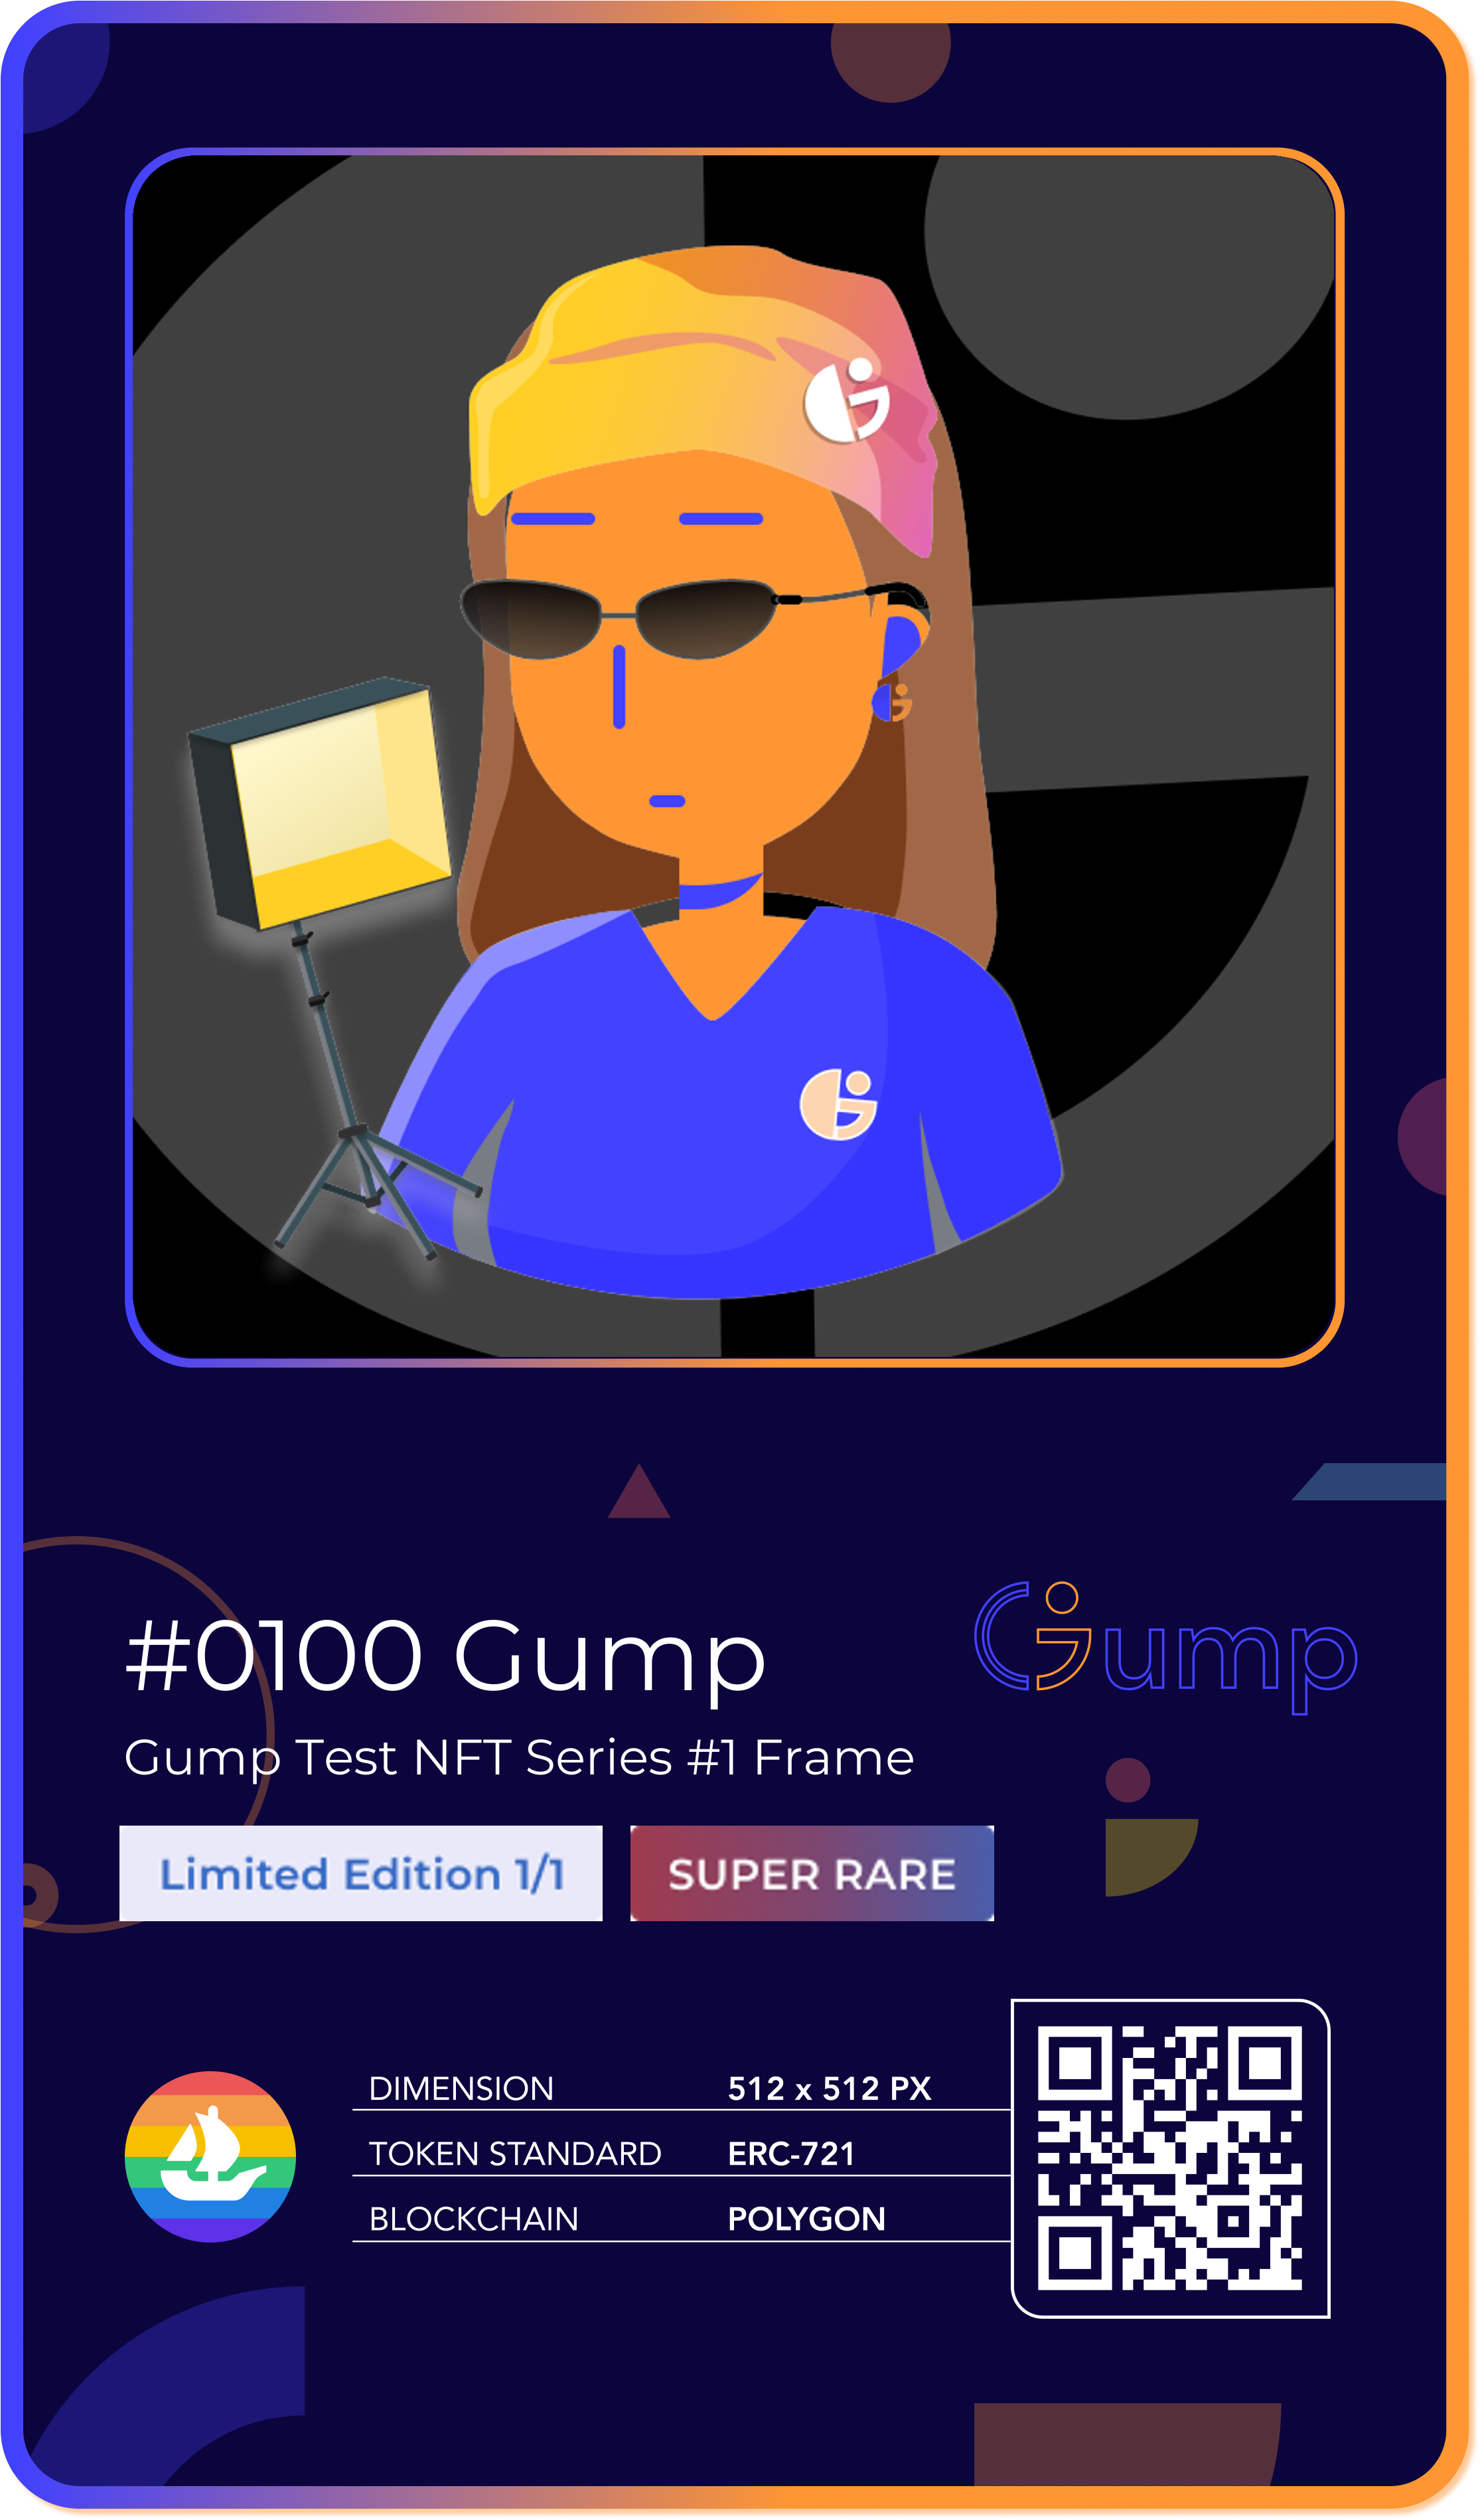 #0100 Gump
Gump
Gump Test NFT Series #1 Frame
Limited Edition 1/1
SUPER RARE
DIMENSION 512 x 512 PX
TOKEN STANDARD ERC-721
BLOCKCHAIN POLYGON